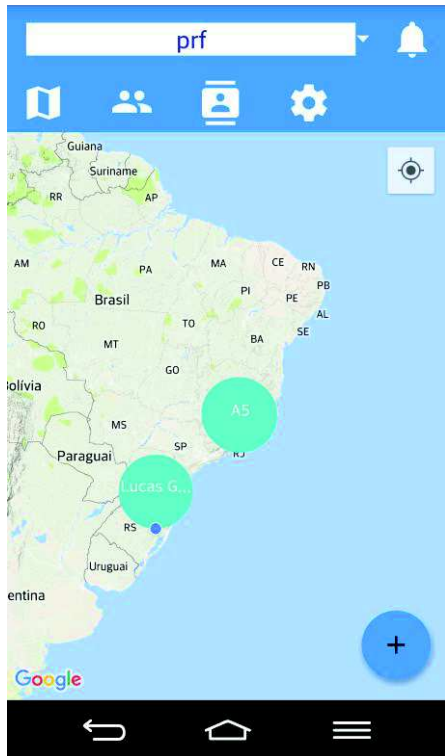 prf
Guiana
Suriname
RR
AP
AM
PA
MA
CE
RN
PB
PI
PE
AL
Brasil
TO
SE
RO
BA
MT
GO
olívia
A5
MS
SP
RJ
Paraguai
Lucas G...
RS
Uruguai
entina
+
Google